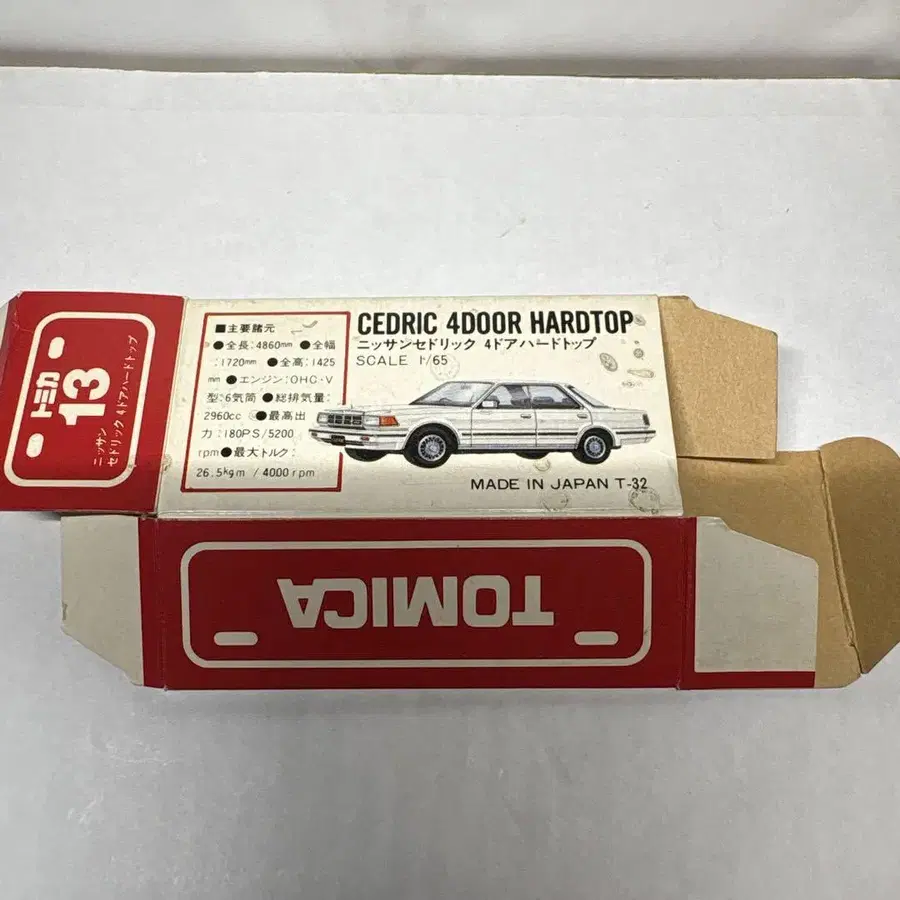 トミカ
13
ニッサン
セドリック 4ドアハードトップ
■主要諸元
●全長:4860mm ●全幅
:1720mm ●全高:1425
mm ●エンジン:OHC・V
型:6気筒 ●総排気量:
2960cc ●最高出
力:180PS/5200
rpm ●最大トルク:
26.5kgm/4000rpm
CEDRIC 4DOOR HARDTOP
ニッサンセドリック 4ドアハードトップ
SCALE 1/65
MADE IN JAPAN T-32
TOMICA